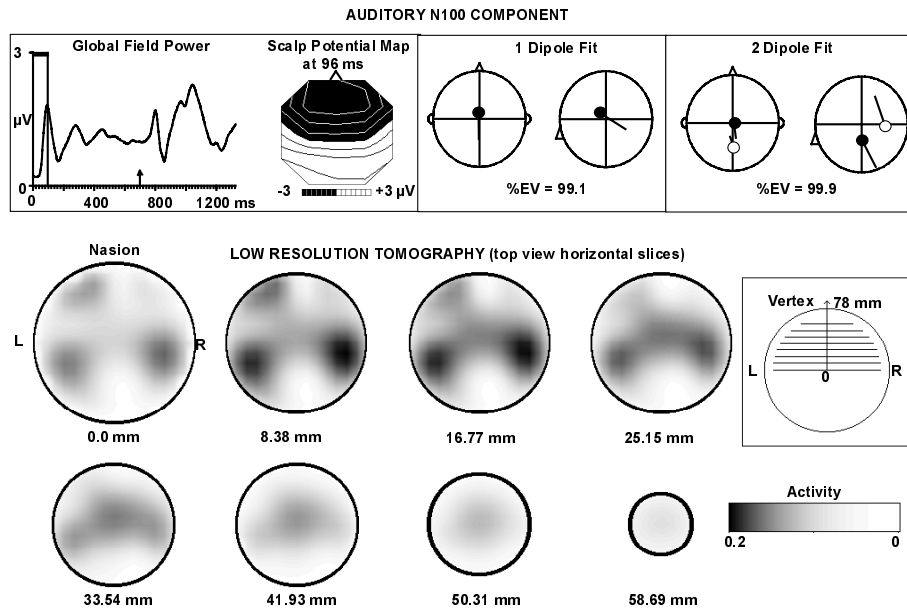 AUDITORY N100 COMPONENT
Global Field Power
3
µV
0
0 400 800 1200 ms
Scalp Potential Map
at 96 ms
-3 +3 µV
1 Dipole Fit
%EV = 99.1
2 Dipole Fit
%EV = 99.9
LOW RESOLUTION TOMOGRAPHY (top view horizontal slices)
Nasion
L R
0.0 mm
8.38 mm
16.77 mm
25.15 mm
Vertex 78 mm
L R
0
33.54 mm
41.93 mm
50.31 mm
58.69 mm
Activity
0.2 0